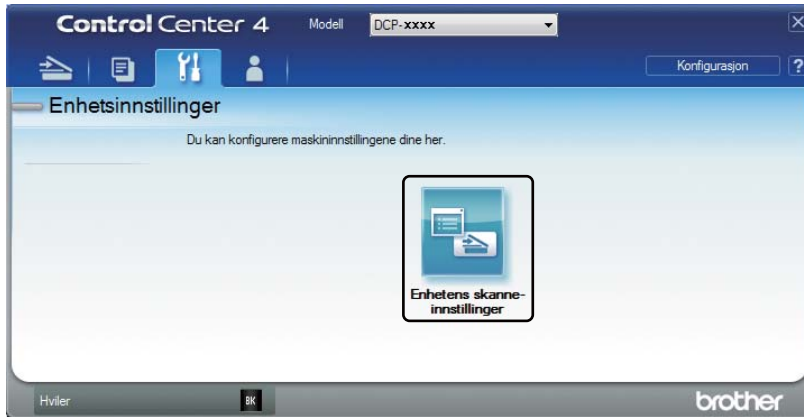 Control Center 4 Modell DCP-xxxx
Konfigurasjon ?
Enhetsinnstillinger
Du kan konfigurere maskininnstillingene dine her.
Enhetens skanne-
innstillinger
Hviler BK brother